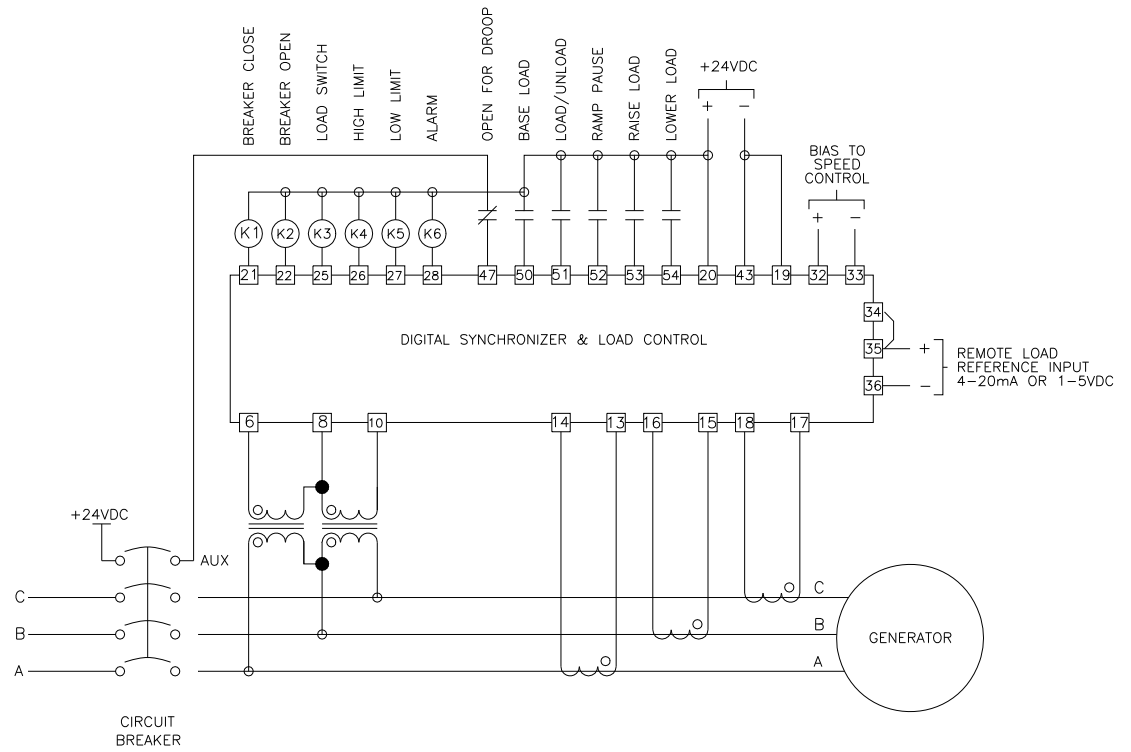 BREAKER CLOSE
BREAKER OPEN
LOAD SWITCH
HIGH LIMIT
LOW LIMIT
ALARM
OPEN FOR DROOP
BASE LOAD
LOAD/UNLOAD
RAMP PAUSE
RAISE LOAD
LOWER LOAD
+24VDC
+ −
BIAS TO
SPEED
CONTROL
+ −
K1 K2 K3 K4 K5 K6
21 22 25 26 27 28 47 50 51 52 53 54 20 43 19 32 33
34
DIGITAL SYNCHRONIZER & LOAD CONTROL
35 +
36 −
REMOTE LOAD
REFERENCE INPUT
4−20mA OR 1−5VDC
6 8 10 14 13 16 15 18 17
+24VDC
AUX
C C
B B
A A
GENERATOR
CIRCUIT
BREAKER